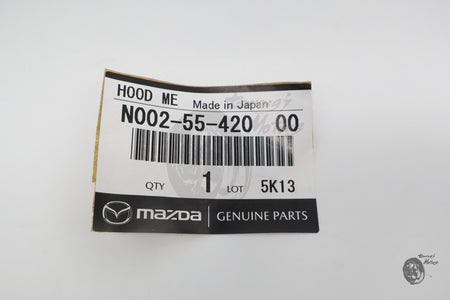 HOOD ME Made in Japan
N002-55-420 00
QTY 1 LOT 5K13
mazda GENUINE PARTS